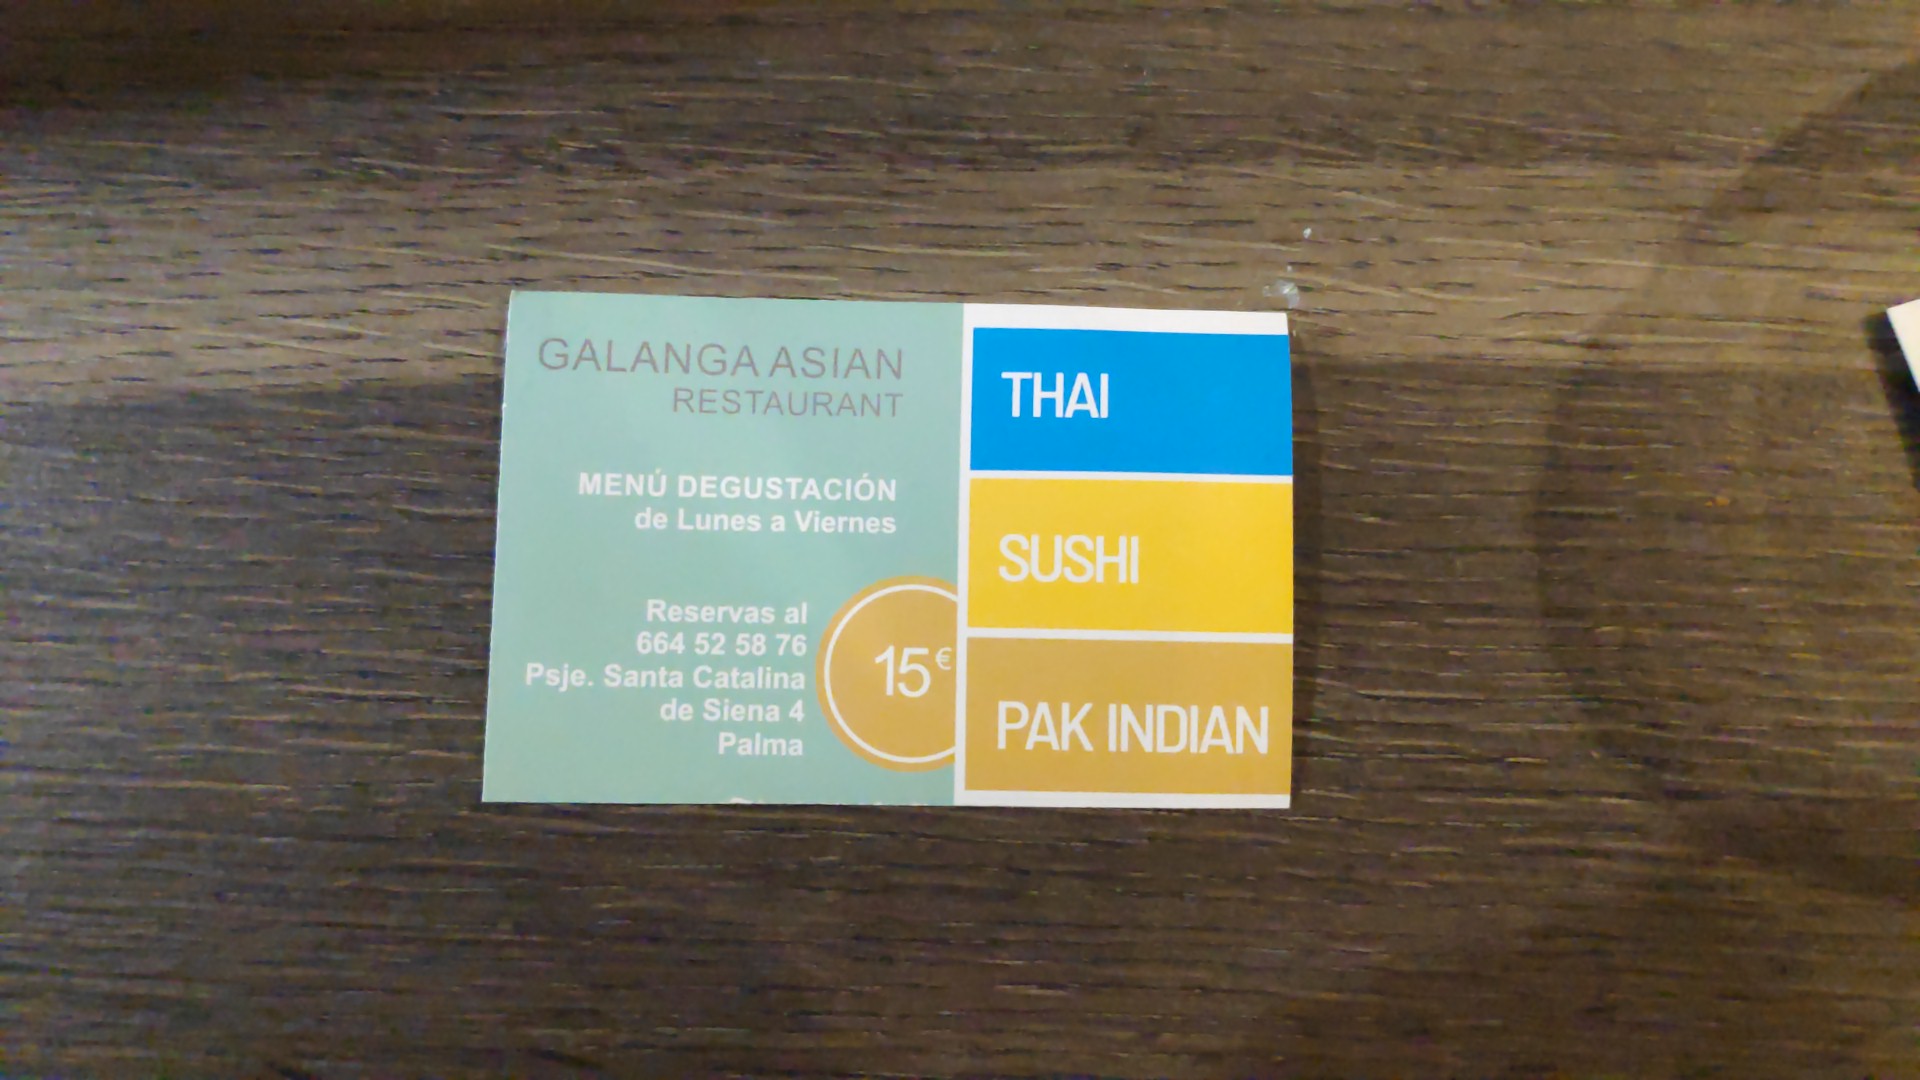 GALANGA ASIAN
RESTAURANT
MENÚ DEGUSTACIÓN
de Lunes a Viernes
Reservas al
664 52 58 76
Psje. Santa Catalina
de Siena 4
Palma
15€
THAI
SUSHI
PAK INDIAN